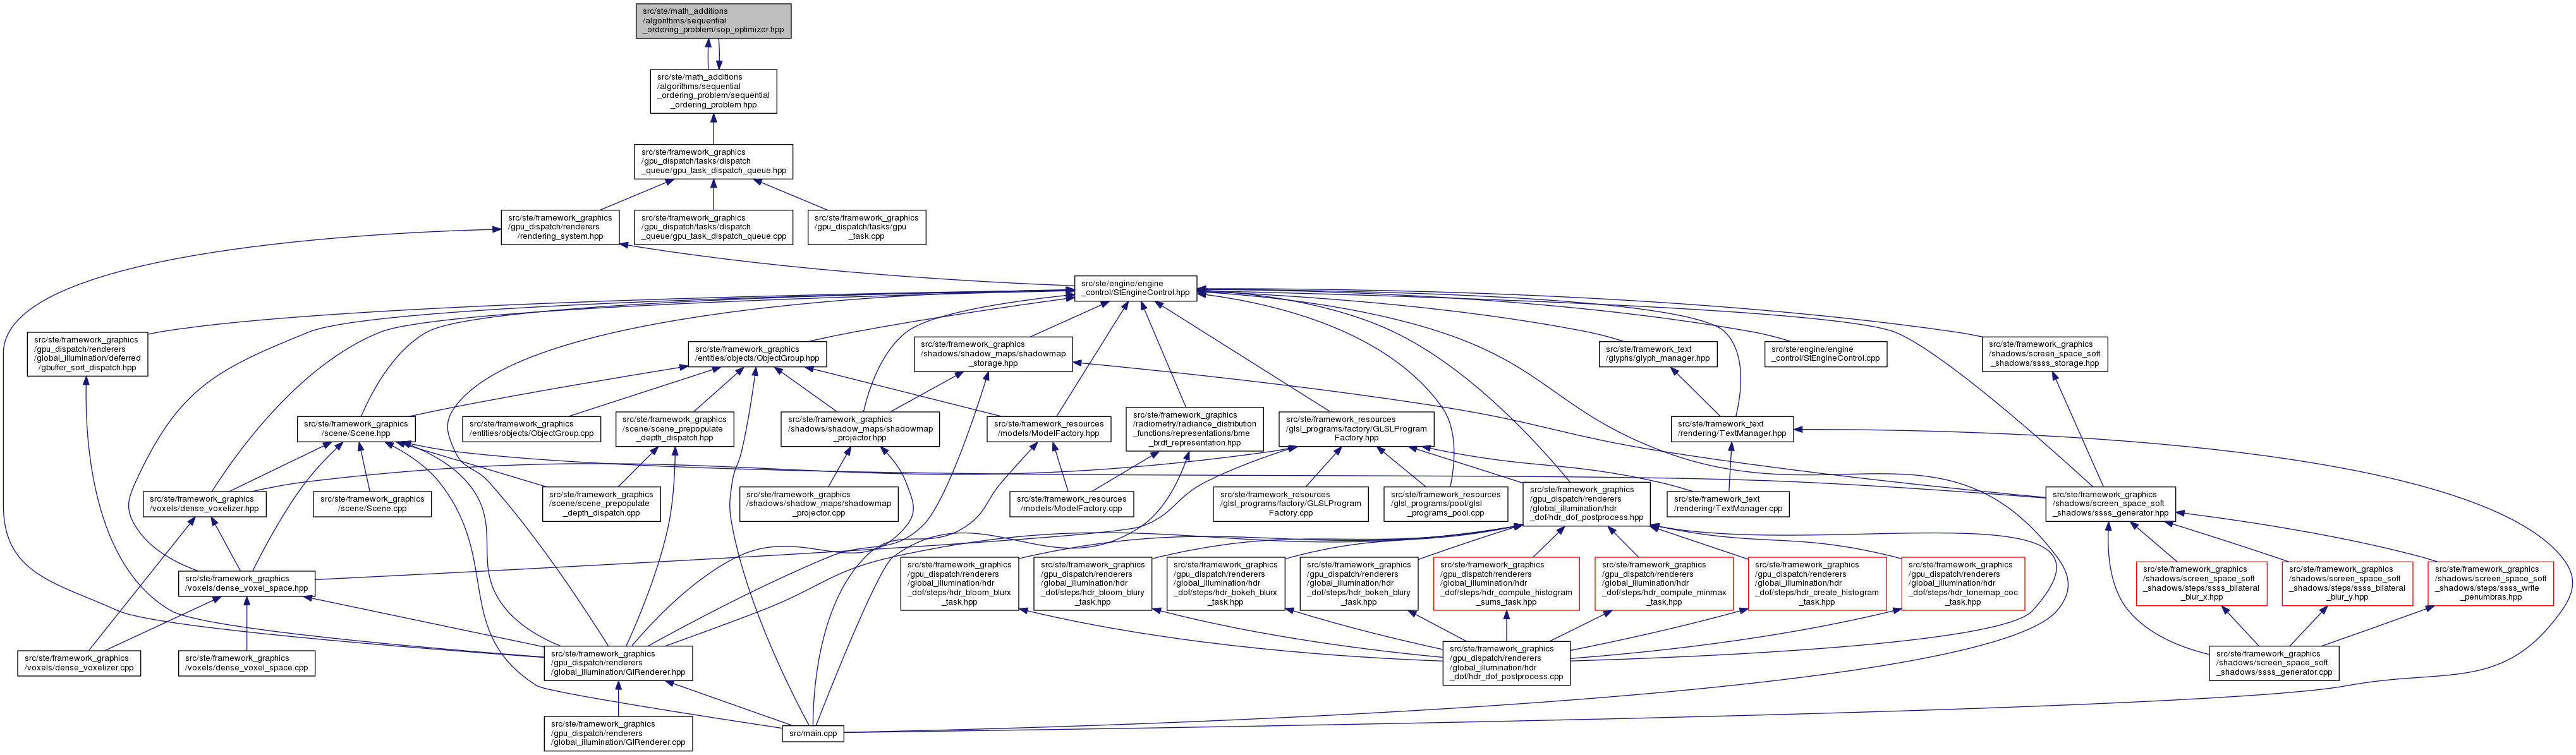 src/ste/math_additions
/algorithms/sequential
_ordering_problem/sop_optimizer.hpp
src/ste/math_additions
/algorithms/sequential
_ordering_problem/sequential
_ordering_problem.hpp
src/ste/framework_graphics
/gpu_dispatch/tasks/dispatch
_queue/gpu_task_dispatch_queue.hpp
src/ste/framework_graphics
/gpu_dispatch/renderers
/rendering_system.hpp
src/ste/framework_graphics
/gpu_dispatch/tasks/dispatch
_queue/gpu_task_dispatch_queue.cpp
src/ste/framework_graphics
/gpu_dispatch/tasks/gpu
_task.cpp
src/ste/engine/engine
_control/StEngineControl.hpp
src/ste/framework_graphics
/gpu_dispatch/renderers
/global_illumination/deferred
/gbuffer_sort_dispatch.hpp
src/ste/framework_graphics
/entities/objects/ObjectGroup.hpp
src/ste/framework_graphics
/shadows/shadow_maps/shadowmap
_storage.hpp
src/ste/framework_text
/glyphs/glyph_manager.hpp
src/ste/engine/engine
_control/StEngineControl.cpp
src/ste/framework_graphics
/shadows/screen_space_soft
_shadows/ssss_storage.hpp
src/ste/framework_graphics
/scene/Scene.hpp
src/ste/framework_graphics
/entities/objects/ObjectGroup.cpp
src/ste/framework_graphics
/scene/scene_prepopulate
_depth_dispatch.hpp
src/ste/framework_graphics
/shadows/shadow_maps/shadowmap
_projector.hpp
src/ste/framework_resources
/models/ModelFactory.hpp
src/ste/framework_graphics
/radiometry/radiance_distribution
_functions/representations/bme
_brdf_representation.hpp
src/ste/framework_resources
/glsl_programs/factory/GLSLProgram
Factory.hpp
src/ste/framework_text
/rendering/TextManager.hpp
src/ste/framework_graphics
/voxels/dense_voxelizer.hpp
src/ste/framework_graphics
/scene/Scene.cpp
src/ste/framework_graphics
/scene/scene_prepopulate
_depth_dispatch.cpp
src/ste/framework_graphics
/shadows/shadow_maps/shadowmap
_projector.cpp
src/ste/framework_resources
/models/ModelFactory.cpp
src/ste/framework_resources
/glsl_programs/factory/GLSLProgram
Factory.cpp
src/ste/framework_resources
/glsl_programs/pool/glsl
_programs_pool.cpp
src/ste/framework_graphics
/gpu_dispatch/renderers
/global_illumination/hdr
_dof/hdr_dof_postprocess.hpp
src/ste/framework_text
/rendering/TextManager.cpp
src/ste/framework_graphics
/shadows/screen_space_soft
_shadows/ssss_generator.hpp
src/ste/framework_graphics
/voxels/dense_voxel_space.hpp
src/ste/framework_graphics
/gpu_dispatch/renderers
/global_illumination/hdr
_dof/steps/hdr_bloom_blurx
_task.hpp
src/ste/framework_graphics
/gpu_dispatch/renderers
/global_illumination/hdr
_dof/steps/hdr_bloom_blury
_task.hpp
src/ste/framework_graphics
/gpu_dispatch/renderers
/global_illumination/hdr
_dof/steps/hdr_bokeh_blurx
_task.hpp
src/ste/framework_graphics
/gpu_dispatch/renderers
/global_illumination/hdr
_dof/steps/hdr_bokeh_blury
_task.hpp
src/ste/framework_graphics
/gpu_dispatch/renderers
/global_illumination/hdr
_dof/steps/hdr_compute_histogram
_sums_task.hpp
src/ste/framework_graphics
/gpu_dispatch/renderers
/global_illumination/hdr
_dof/steps/hdr_compute_minmax
_task.hpp
src/ste/framework_graphics
/gpu_dispatch/renderers
/global_illumination/hdr
_dof/steps/hdr_create_histogram
_task.hpp
src/ste/framework_graphics
/gpu_dispatch/renderers
/global_illumination/hdr
_dof/steps/hdr_tonemap_coc
_task.hpp
src/ste/framework_graphics
/shadows/screen_space_soft
_shadows/steps/ssss_bilateral
_blur_x.hpp
src/ste/framework_graphics
/shadows/screen_space_soft
_shadows/steps/ssss_bilateral
_blur_y.hpp
src/ste/framework_graphics
/shadows/screen_space_soft
_shadows/steps/ssss_write
_penumbras.hpp
src/ste/framework_graphics
/voxels/dense_voxelizer.cpp
src/ste/framework_graphics
/voxels/dense_voxel_space.cpp
src/ste/framework_graphics
/gpu_dispatch/renderers
/global_illumination/GIRenderer.hpp
src/ste/framework_graphics
/gpu_dispatch/renderers
/global_illumination/hdr
_dof/hdr_dof_postprocess.cpp
src/ste/framework_graphics
/shadows/screen_space_soft
_shadows/ssss_generator.cpp
src/ste/framework_graphics
/gpu_dispatch/renderers
/global_illumination/GIRenderer.cpp
src/main.cpp